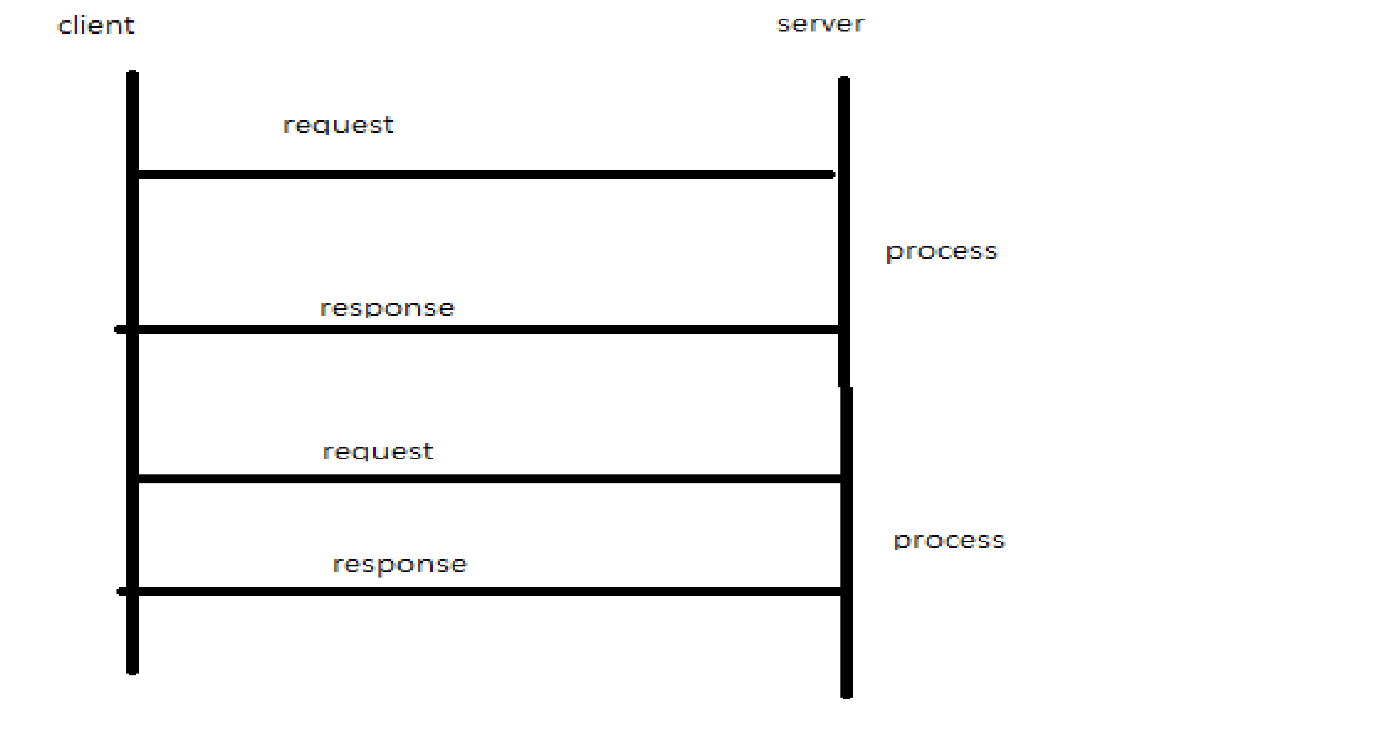 client
server
request
process
response
request
process
response